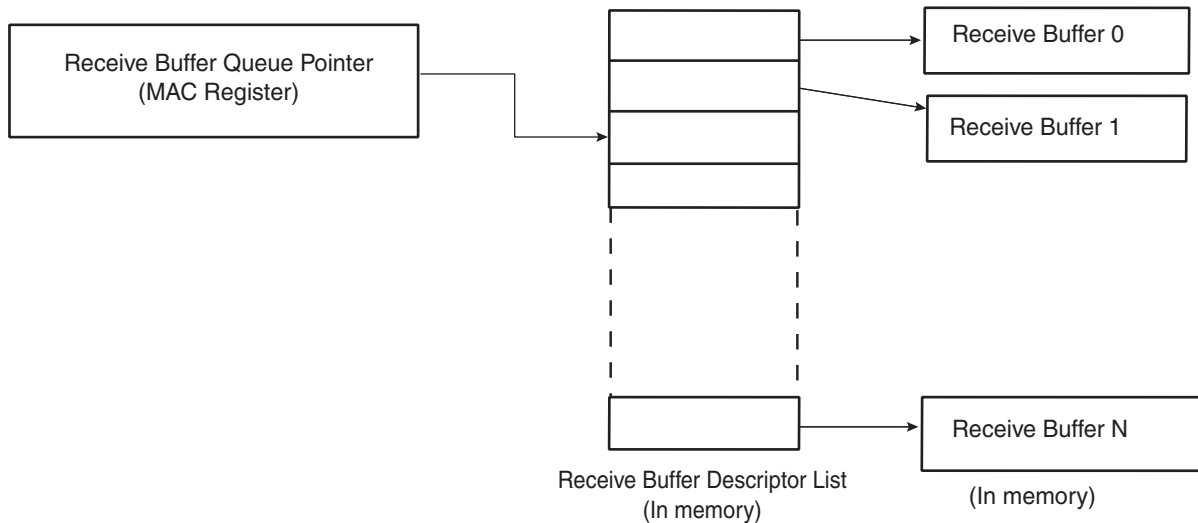 Receive Buffer Queue Pointer
(MAC Register)
Receive Buffer 0
Receive Buffer 1
Receive Buffer N
Receive Buffer Descriptor List
(In memory)
(In memory)